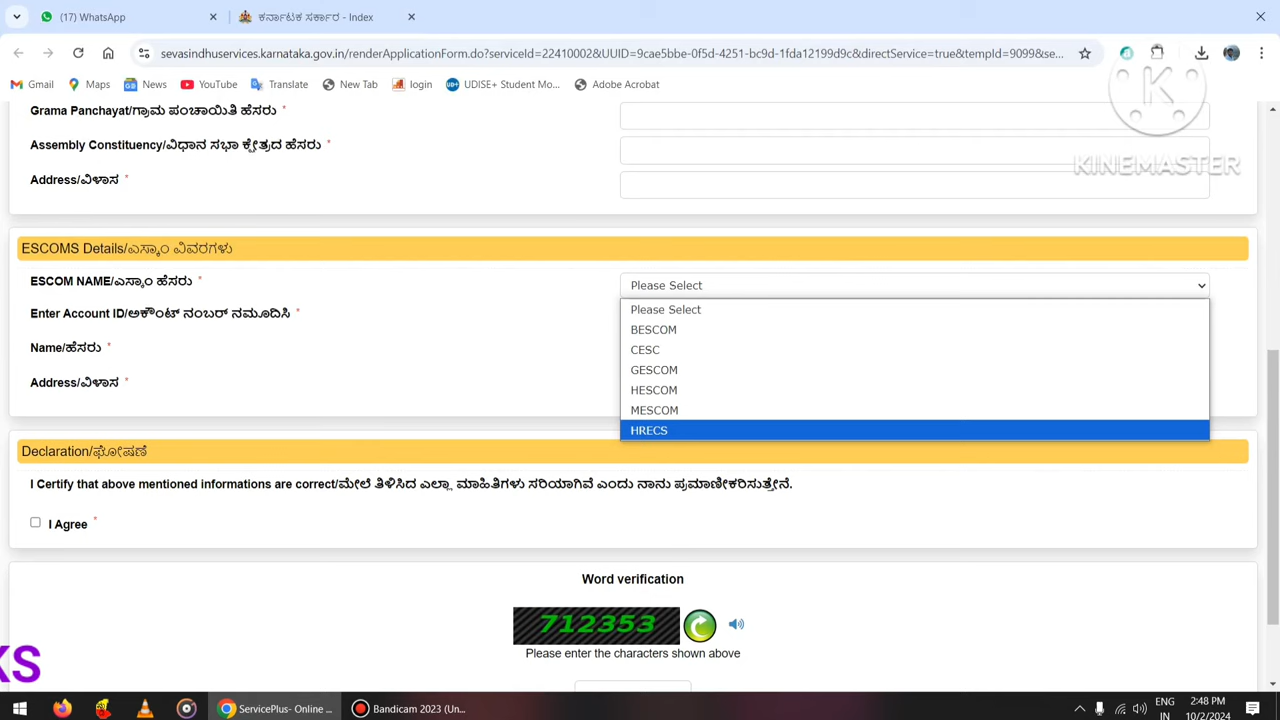 (17) WhatsApp
ಕರ್ನಾಟಕ ಸರ್ಕಾರ - Index
sevasindhuservices.karnataka.gov.in/renderApplicationForm.do?serviceId=22410002&UUID=9cae5bbe-0f5d-4251-bc9d-1fda12199d9c&directService=true&tempId=9099&se...
Gmail Maps News YouTube Translate New Tab login UDISE+ Student Mo... Adobe Acrobat
Grama Panchayat/ಗ್ರಾಮ ಪಂಚಾಯಿತಿ ಹೆಸರು *
Assembly Constituency/ವಿಧಾನ ಸಭಾ ಕ್ಷೇತ್ರದ ಹೆಸರು *
Address/ವಿಳಾಸ *
K
KINEMASTER
ESCOMS Details/ಎಸ್ಕಾಂ ವಿವರಗಳು
ESCOM NAME/ಎಸ್ಕಾಂ ಹೆಸರು *
Please Select
Enter Account ID/ಅಕೌಂಟ್ ನಂಬರ್ ನಮೂದಿಸಿ *
Name/ಹೆಸರು *
Address/ವಿಳಾಸ *
Please Select
BESCOM
CESC
GESCOM
HESCOM
MESCOM
HRECS
Declaration/ಘೋಷಣೆ
I Certify that above mentioned informations are correct/ಮೇಲೆ ತಿಳಿಸಿದ ಎಲ್ಲಾ ಮಾಹಿತಿಗಳು ಸರಿಯಾಗಿವೆ ಎಂದು ನಾನು ಪ್ರಮಾಣೀಕರಿಸುತ್ತೇನೆ.
I Agree *
Word verification
712353
Please enter the characters shown above
KS
ServicePlus- Online ...
Bandicam 2023 (Un...
ENG
IN
2:48 PM
10/2/2024